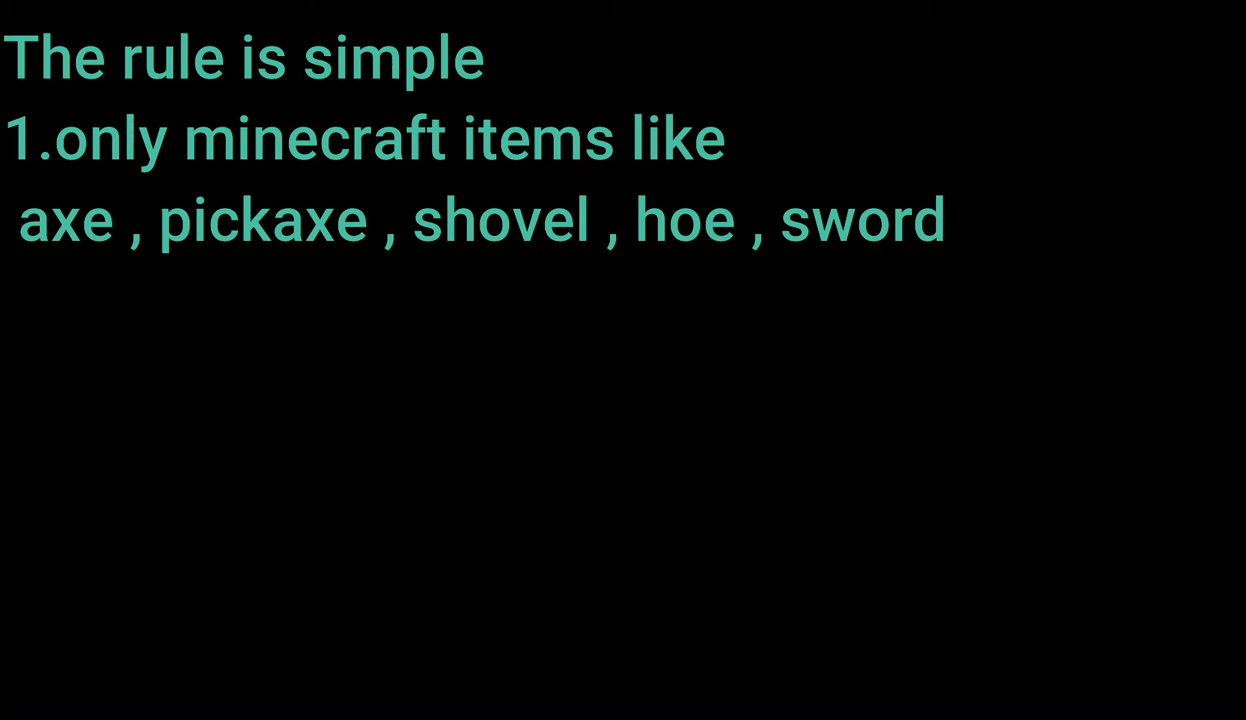 The rule is simple
1.only minecraft items like
axe , pickaxe , shovel , hoe , sword